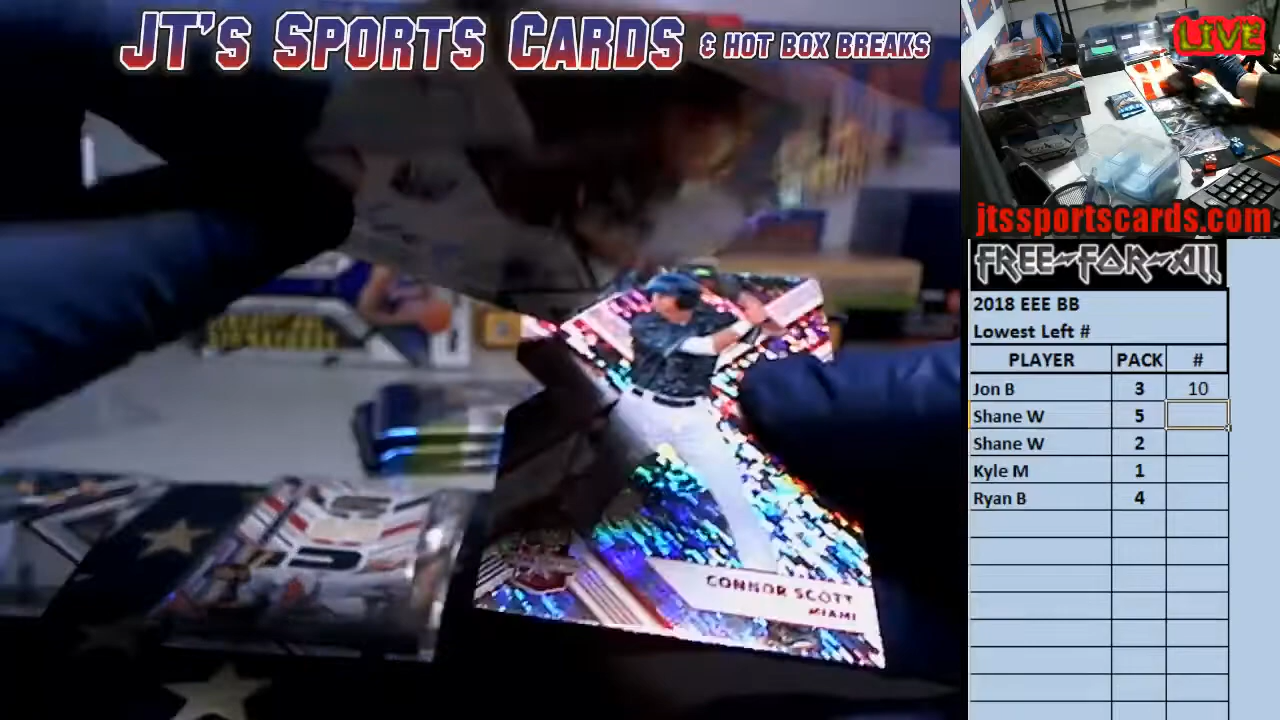 JT's Sports Cards & Hot Box Breaks
LIVE
jtssportscards.com
FREE-FOR-ALL
2018 EEE BB
Lowest Left #
PLAYER PACK #
Jon B 3 10
Shane W 5
Shane W 2
Kyle M 1
Ryan B 4
CONNOR SCOTT
MIAMI